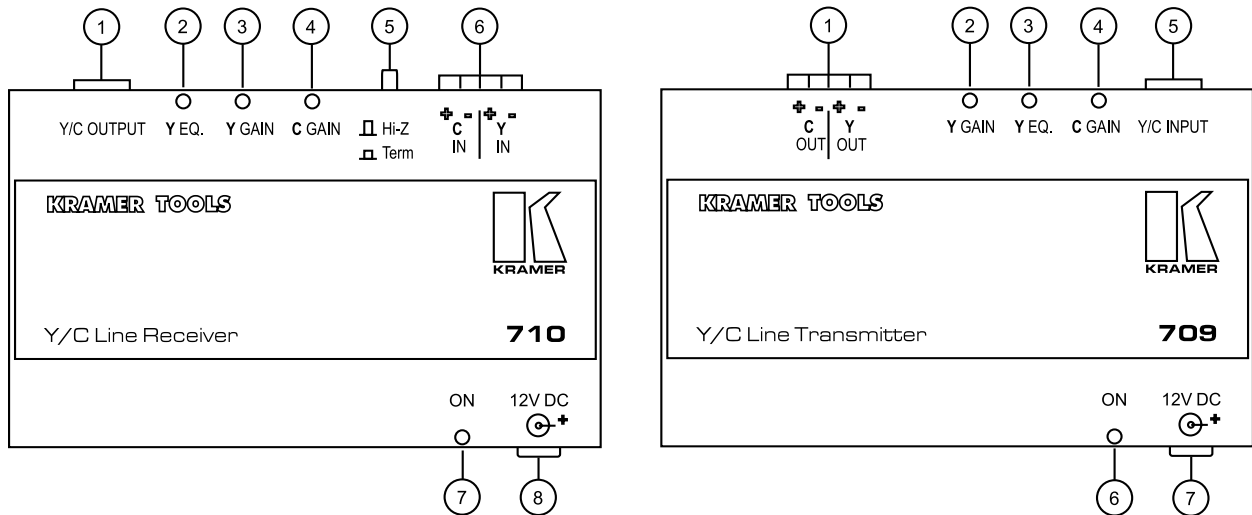 1 2 3 4 5 6
Y/C OUTPUT Y EQ. Y GAIN C GAIN Hi-Z Term + - C IN + - Y IN
KRAMER TOOLS
K
KRAMER
Y/C Line Receiver 710
ON 12V DC +
7 8
1 2 3 4 5
+ - C OUT + - Y OUT Y GAIN Y EQ. C GAIN Y/C INPUT
KRAMER TOOLS
K
KRAMER
Y/C Line Transmitter 709
ON 12V DC +
6 7